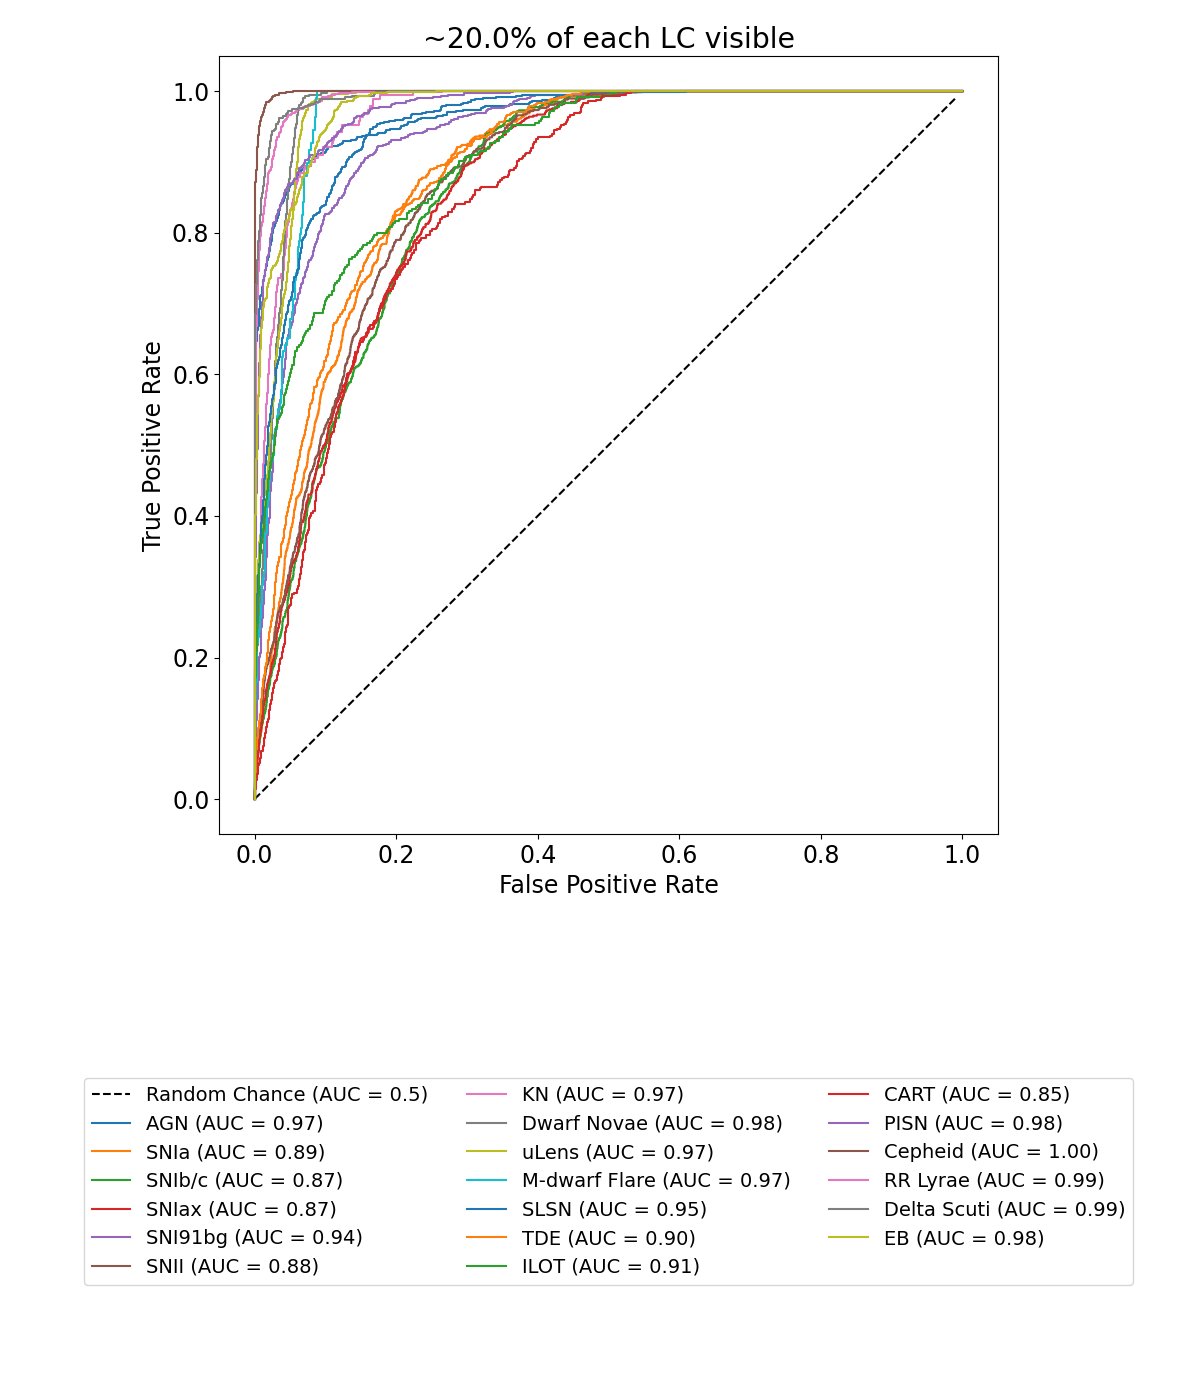 ~20.0% of each LC visible
1.0
0.8
0.6
0.4
0.2
0.0
True Positive Rate
0.0 0.2 0.4 0.6 0.8 1.0
False Positive Rate
Random Chance (AUC = 0.5)
AGN (AUC = 0.97)
SNIa (AUC = 0.89)
SNIb/c (AUC = 0.87)
SNIax (AUC = 0.87)
SNI91bg (AUC = 0.94)
SNII (AUC = 0.88)
KN (AUC = 0.97)
Dwarf Novae (AUC = 0.98)
uLens (AUC = 0.97)
M-dwarf Flare (AUC = 0.97)
SLSN (AUC = 0.95)
TDE (AUC = 0.90)
ILOT (AUC = 0.91)
CART (AUC = 0.85)
PISN (AUC = 0.98)
Cepheid (AUC = 1.00)
RR Lyrae (AUC = 0.99)
Delta Scuti (AUC = 0.99)
EB (AUC = 0.98)